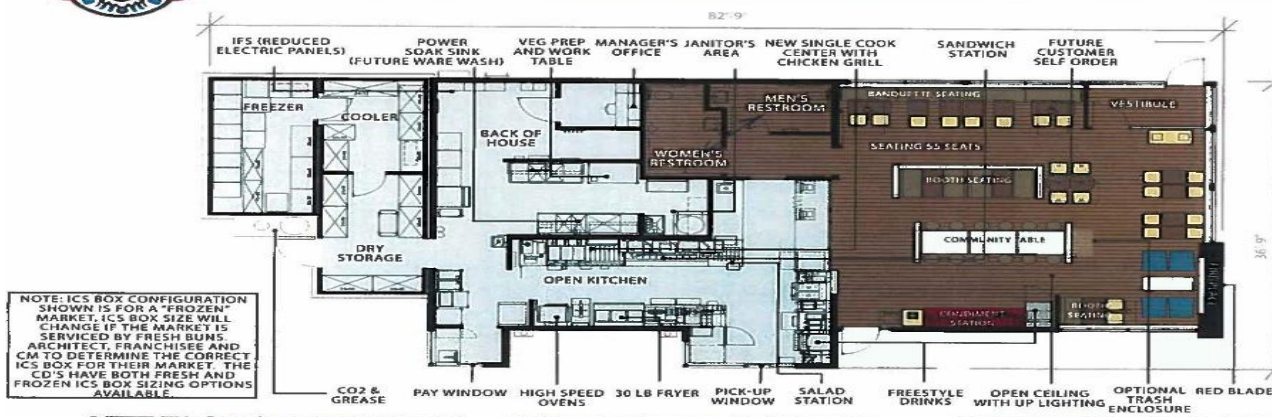 82'-9"
IFS (REDUCED
ELECTRIC PANELS)
POWER
SOAK SINK
(FUTURE WARE WASH)
VEG PREP
AND WORK
TABLE
MANAGER'S
OFFICE
JANITOR'S
AREA
NEW SINGLE COOK
CENTER WITH
CHICKEN GRILL
SANDWICH
STATION
FUTURE
CUSTOMER
SELF ORDER
FREEZER
COOLER
BACK OF
HOUSE
MEN'S
RESTROOM
WOMEN'S
RESTROOM
BANQUETTE SEATING
VESTIBULE
SEATING 55 SEATS
BOOTH SEATING
COMMUNITY TABLE
DRY
STORAGE
OPEN KITCHEN
CONDIMENT
STATION
BOOTH
SEATING
FIREPLACE
36'-9"
NOTE: ICS BOX CONFIGURATION
SHOWN IS FOR A "FROZEN"
MARKET, ICS BOX SIZE WILL
CHANGE IF THE MARKET IS
SERVICED BY FRESH BUNS.
ARCHITECT, FRANCHISEE AND
CM TO DETERMINE THE CORRECT
ICS BOX FOR THEIR MARKET. THE
CD'S HAVE BOTH FRESH AND
FROZEN ICS BOX SIZING OPTIONS
AVAILABLE.
CO2 &
GREASE
PAY WINDOW
HIGH SPEED
OVENS
30 LB FRYER
PICK-UP
WINDOW
SALAD
STATION
FREESTYLE
DRINKS
OPEN CEILING
WITH UP LIGHTING
OPTIONAL
TRASH
ENCLOSURE
RED BLADE